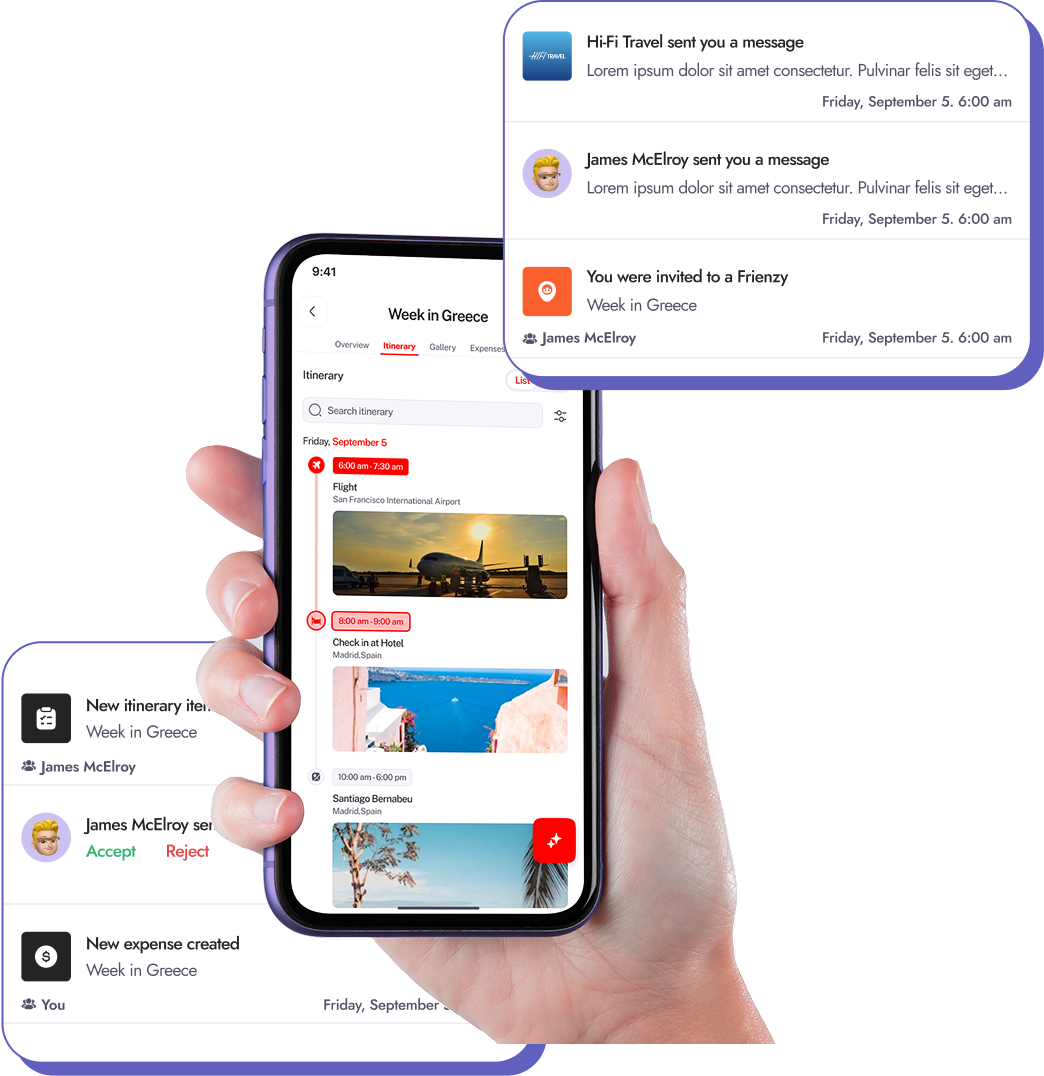 HIFI TRAVEL
Hi-Fi Travel sent you a message
Lorem ipsum dolor sit amet consectetur. Pulvinar felis sit eget...
Friday, September 5. 6:00 am
James McElroy sent you a message
Lorem ipsum dolor sit amet consectetur. Pulvinar felis sit eget...
Friday, September 5. 6:00 am
You were invited to a Frienzy
Week in Greece
James McElroy
Friday, September 5. 6:00 am
9:41
Week in Greece
Overview Itinerary Gallery Expenses
Itinerary
List
Search itinerary
Friday, September 5
6:00 am - 7:30 am
Flight
San Francisco International Airport
8:00 am - 9:00 am
Check in at Hotel
Madrid,Spain
10:00 am - 6:00 pm
Santiago Bernabeu
Madrid,Spain
New itinerary
Week in Greece
James McElroy
James McElroy
Accept Reject
New expense created
Week in Greece
You
Friday, September